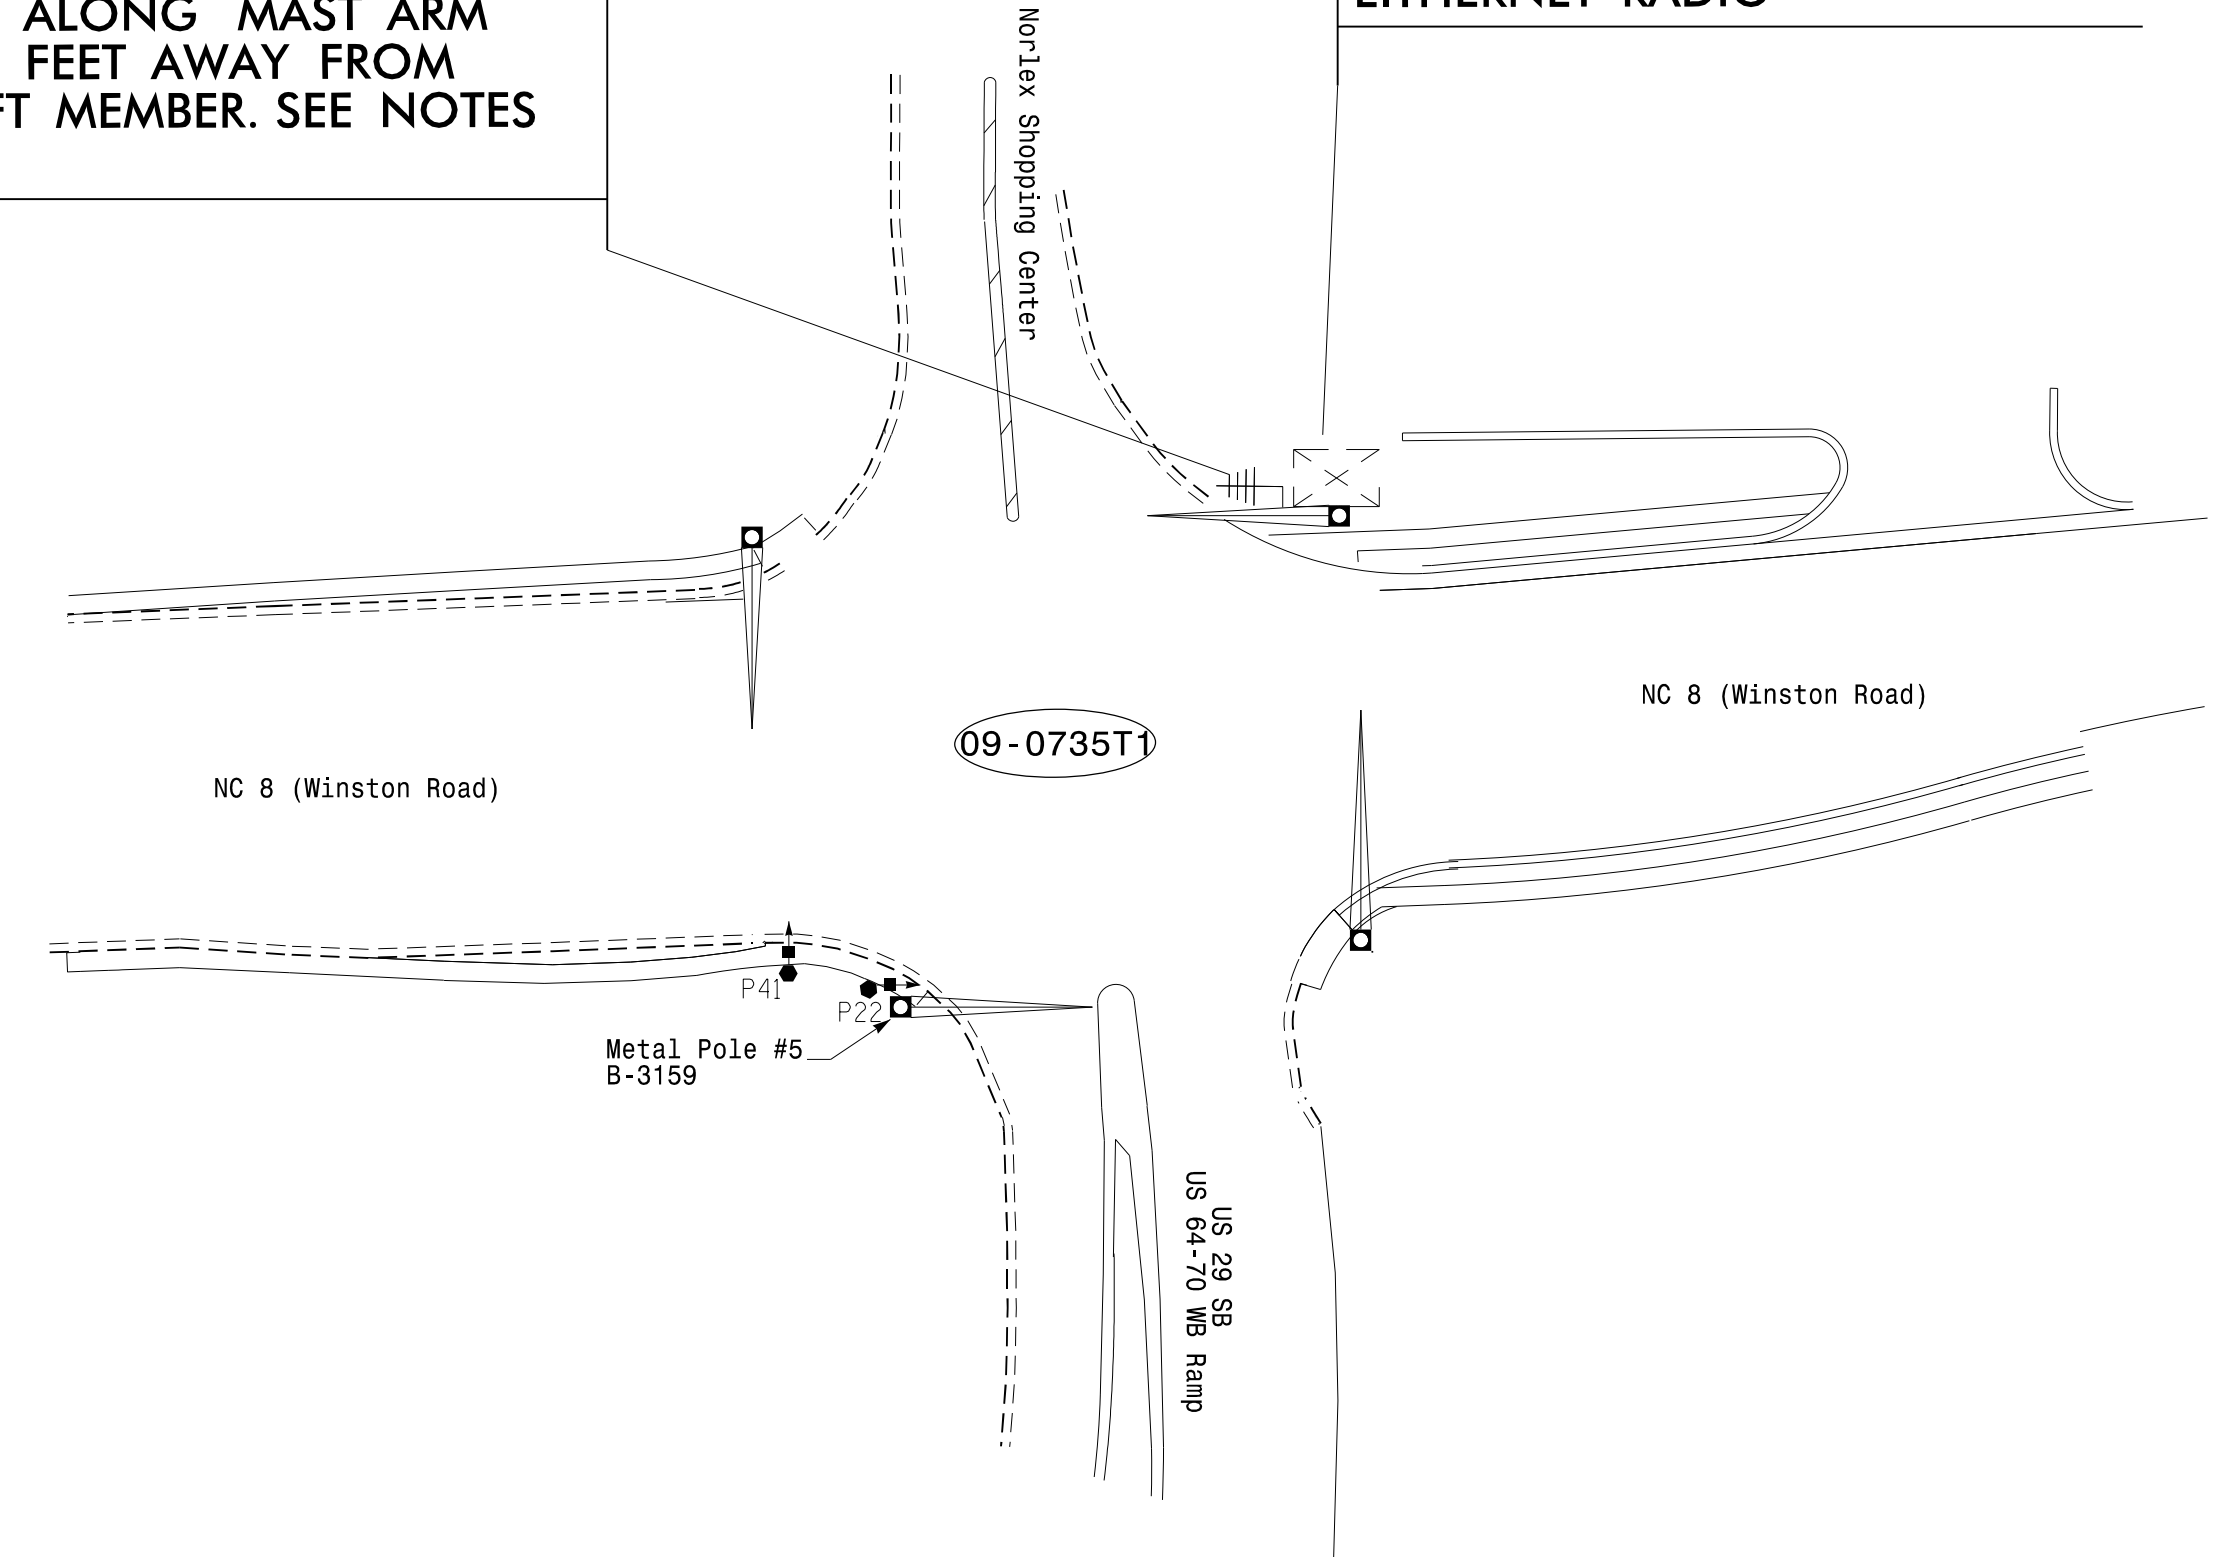 ALONG MAST ARM
FEET AWAY FROM
MEMBER. SEE NOTES
Norlex Shopping Center
NC 8 (Winston Road)
09-0735T1
NC 8 (Winston Road)
P41
P22
Metal Pole #5
B-3159
US 29 SB
US 64-70 WB Ramp